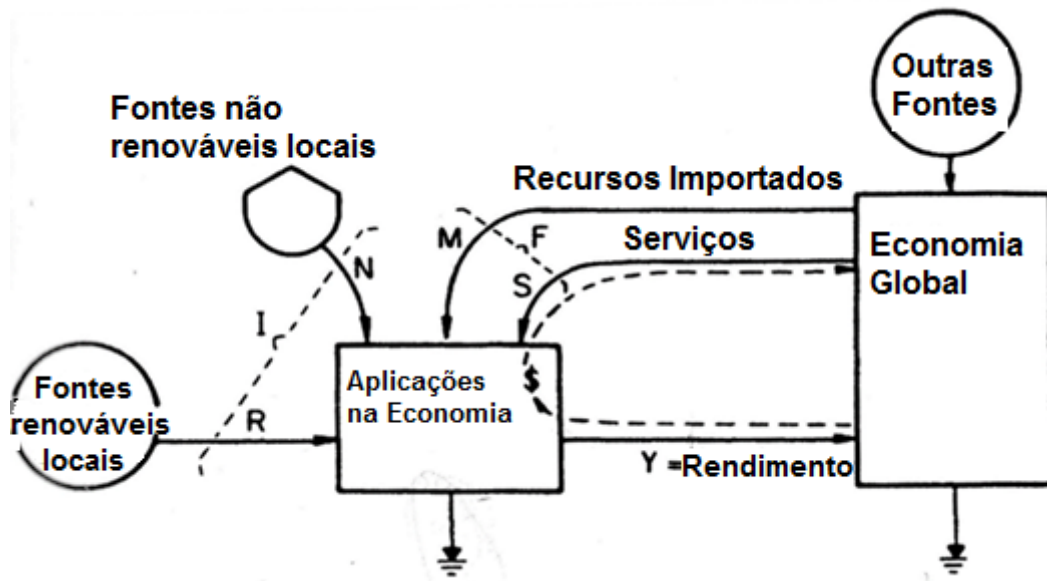 Outras
Fontes
Fontes não
renováveis locais
Recursos Importados
M
F
Serviços
Economia
Global
N
S
I
Aplicações
na Economia
$
Fontes
renováveis
locais
R
Y =Rendimento